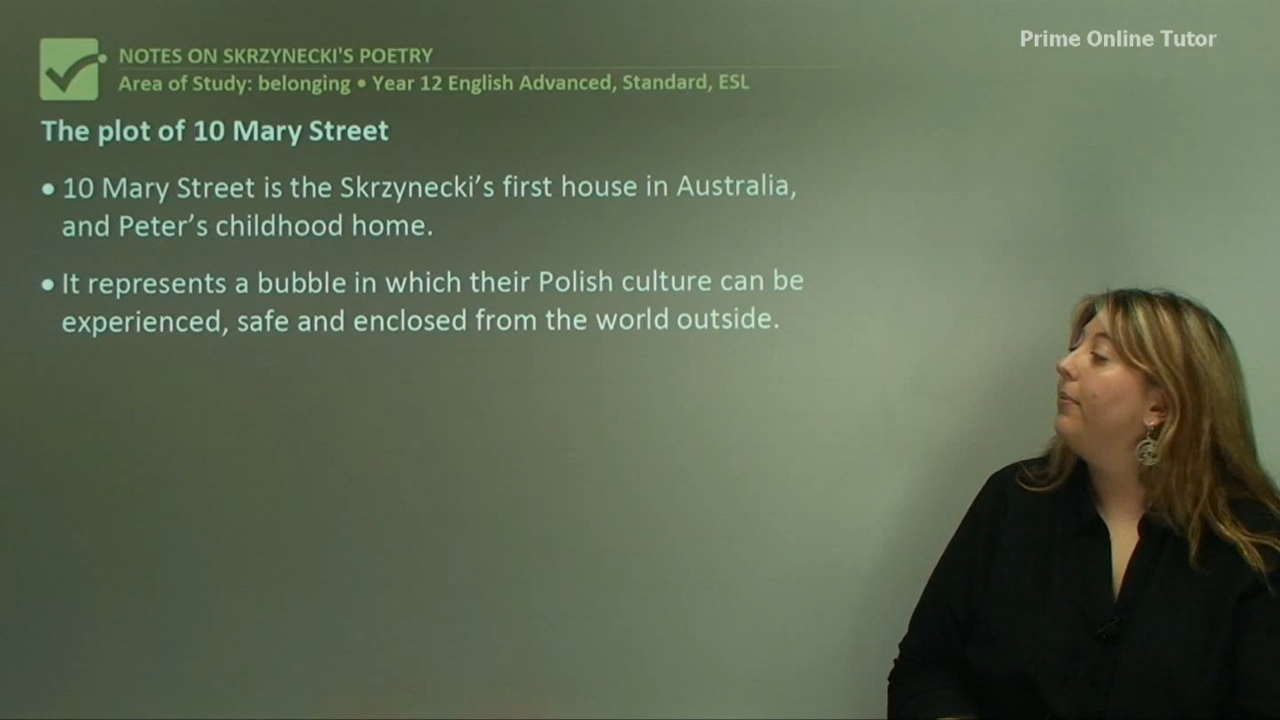 Prime Online Tutor
NOTES ON SKRZYNECKI'S POETRY
Area of Study: belonging • Year 12 English Advanced, Standard, ESL
The plot of 10 Mary Street
• 10 Mary Street is the Skrzynecki’s first house in Australia,
and Peter’s childhood home.
• It represents a bubble in which their Polish culture can be
experienced, safe and enclosed from the world outside.